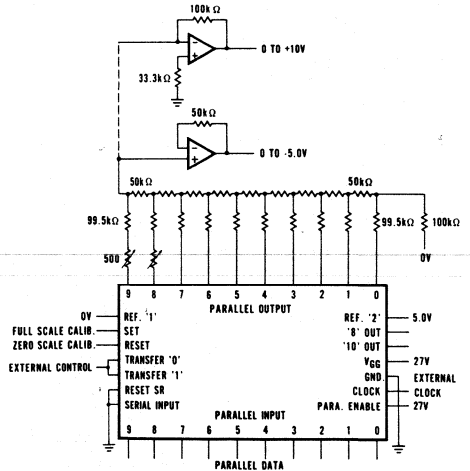 100kΩ
0 TO +10V
33.3kΩ
50kΩ
0 TO -5.0V
50kΩ 50kΩ
99.5kΩ 99.5kΩ 100kΩ
500 0V
9 8 7 6 5 4 3 2 1 0
PARALLEL OUTPUT
0V REF. '1' REF. '2' 5.0V
FULL SCALE CALIB. SET '8' OUT
ZERO SCALE CALIB. RESET '10' OUT
EXTERNAL CONTROL TRANSFER '0' VGG 27V
TRANSFER '1' GND. EXTERNAL
RESET SR CLOCK CLOCK
SERIAL INPUT PARA. ENABLE 27V
PARALLEL INPUT
9 8 7 6 5 4 3 2 1 0
PARALLEL DATA